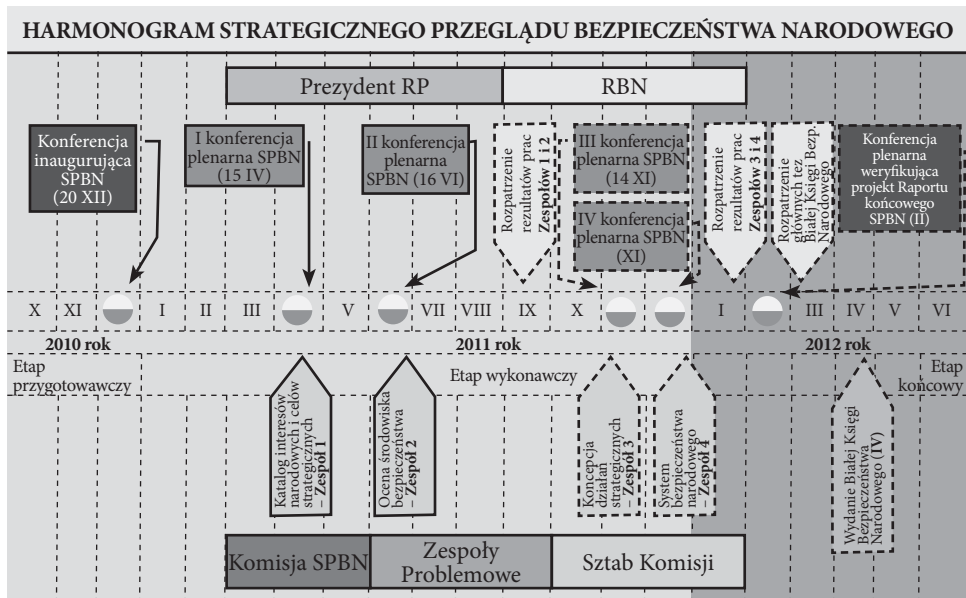 HARMONOGRAM STRATEGICZNEGO PRZEGLĄDU BEZPIECZEŃSTWA NARODOWEGO
Prezydent RP
RBN
Konferencja
inaugurująca
SPBN
(20 XII)
I konferencja
plenarna SPBN
(15 IV)
II konferencja
plenarna
SPBN (16 VI)
Rozpatrzenie
rezultatów prac
Zespołów 1 i 2
III konferencja
plenarna SPBN
(14 XI)
IV konferencja
plenarna SPBN
(XI)
Rozpatrzenie
rezultatów prac
Zespołów 3 i 4
Rozpatrzenie
głównych tez
Białej Księgi Bezp.
Narodowego
Konferencja
plenarna
weryfikująca
projekt Raportu
końcowego
SPBN (II)
X XI I II III V VII VIII IX X I III IV V VI
2010 rok
2011 rok
2012 rok
Etap
przygotowawczy
Etap wykonawczy
Etap
końcowy
Katalog interesów
narodowych i celów
strategicznych
– Zespół 1
Ocena środowiska
bezpieczeństwa
– Zespół 2
Koncepcja
działań
strategicznych
– Zespół 3
System
bezpieczeństwa
narodowego
– Zespół 4
Wydanie Białej Księgi
Bezpieczeństwa
Narodowego (IV)
Komisja SPBN
Zespoły
Problemowe
Sztab Komisji